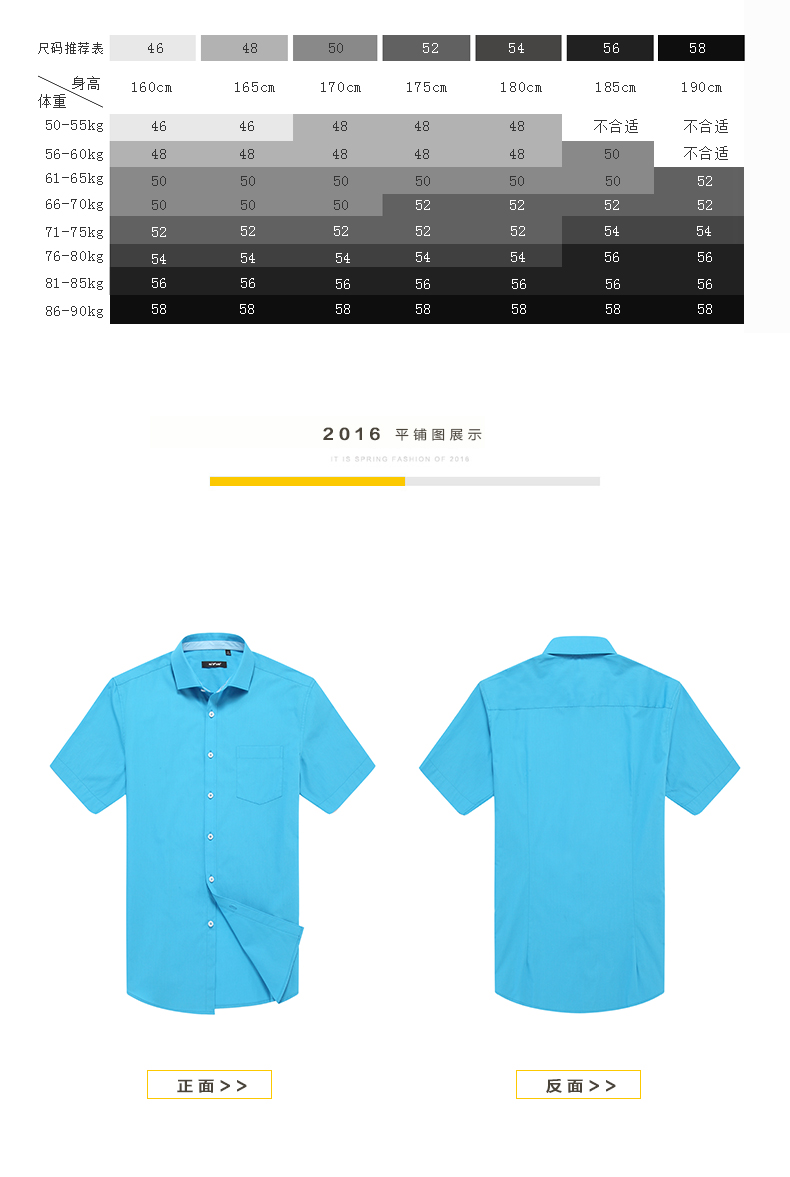 尺码推荐表 46 48 50 52 54 56 58
身高 160cm 165cm 170cm 175cm 180cm 185cm 190cm
体重
50-55kg 46 46 48 48 48 不合适 不合适
56-60kg 48 48 48 48 48 50 不合适
61-65kg 50 50 50 50 50 50 52
66-70kg 50 50 50 52 52 52 52
71-75kg 52 52 52 52 52 54 54
76-80kg 54 54 54 54 54 56 56
81-85kg 56 56 56 56 56 56 56
86-90kg 58 58 58 58 58 58 58
2016 平铺图展示
IT IS SPRING FASHION OF 2016
正面>> 反面>>